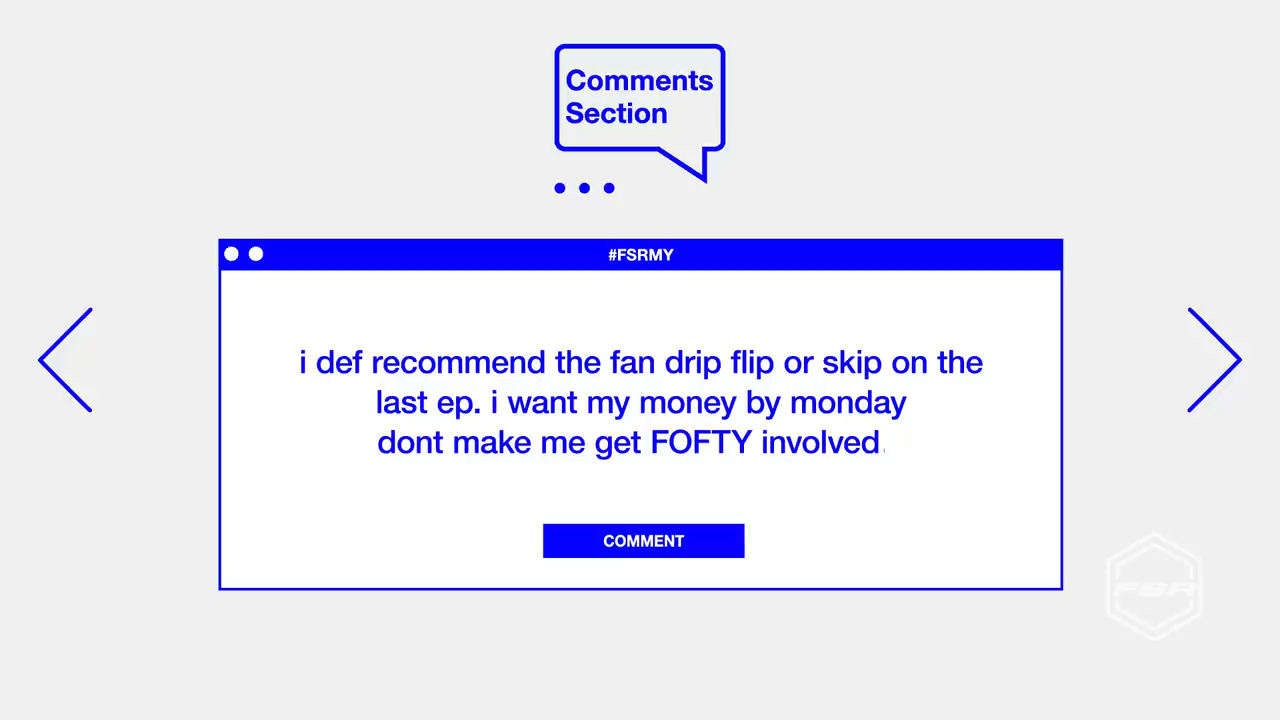 Comments
Section
#FSRMY
i def recommend the fan drip flip or skip on the
last ep. i want my money by monday
dont make me get FOFTY involved
COMMENT
FSR